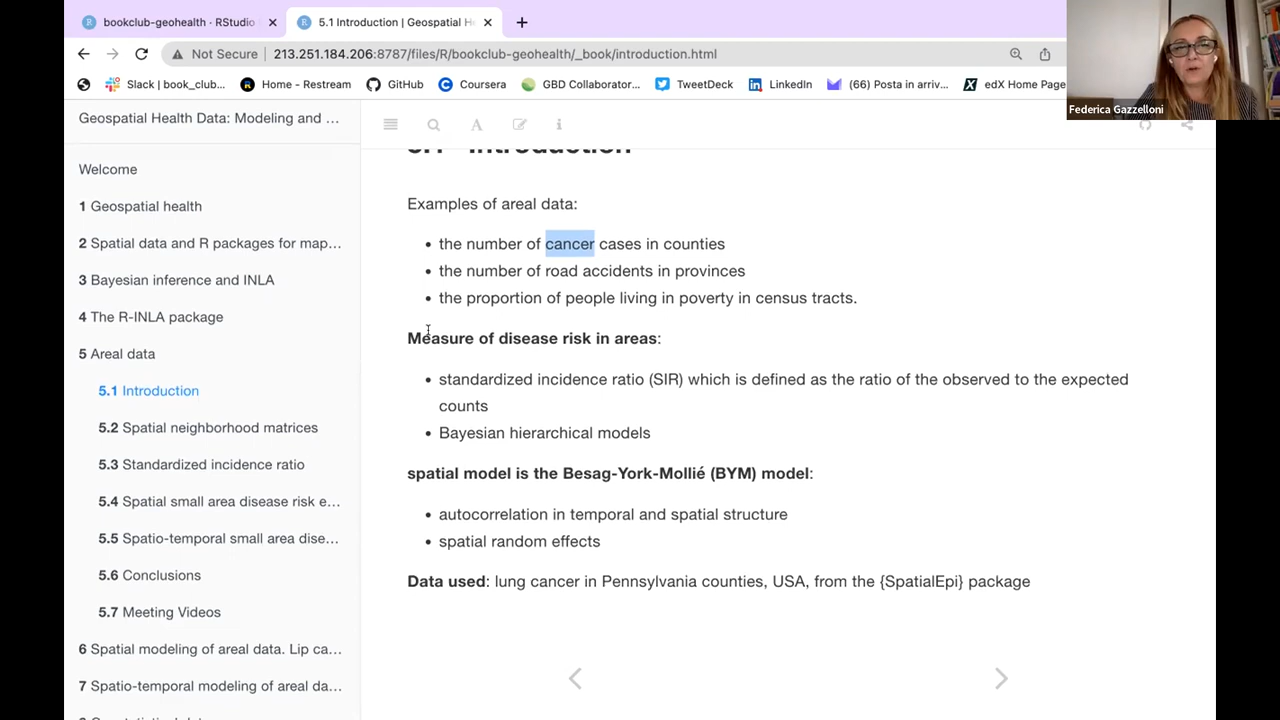 bookclub-geohealth · RStudio
5.1 Introduction | Geospatial H
Not Secure
213.251.184.206:8787/files/R/bookclub-geohealth/_book/introduction.html
Slack | book_club...
Home - Restream
GitHub
Coursera
GBD Collaborator...
TweetDeck
LinkedIn
(66) Posta in arriv...
edX Home Page
Federica Gazzelloni
Geospatial Health Data: Modeling and ...
Welcome
1 Geospatial health
2 Spatial data and R packages for map...
3 Bayesian inference and INLA
4 The R-INLA package
5 Areal data
5.1 Introduction
5.2 Spatial neighborhood matrices
5.3 Standardized incidence ratio
5.4 Spatial small area disease risk e...
5.5 Spatio-temporal small area dise...
5.6 Conclusions
5.7 Meeting Videos
6 Spatial modeling of areal data. Lip ca...
7 Spatio-temporal modeling of areal da...
5.1 Introduction
Examples of areal data:
• the number of cancer cases in counties
• the number of road accidents in provinces
• the proportion of people living in poverty in census tracts.
Measure of disease risk in areas:
• standardized incidence ratio (SIR) which is defined as the ratio of the observed to the expected
counts
• Bayesian hierarchical models
spatial model is the Besag-York-Mollié (BYM) model:
• autocorrelation in temporal and spatial structure
• spatial random effects
Data used: lung cancer in Pennsylvania counties, USA, from the {SpatialEpi} package